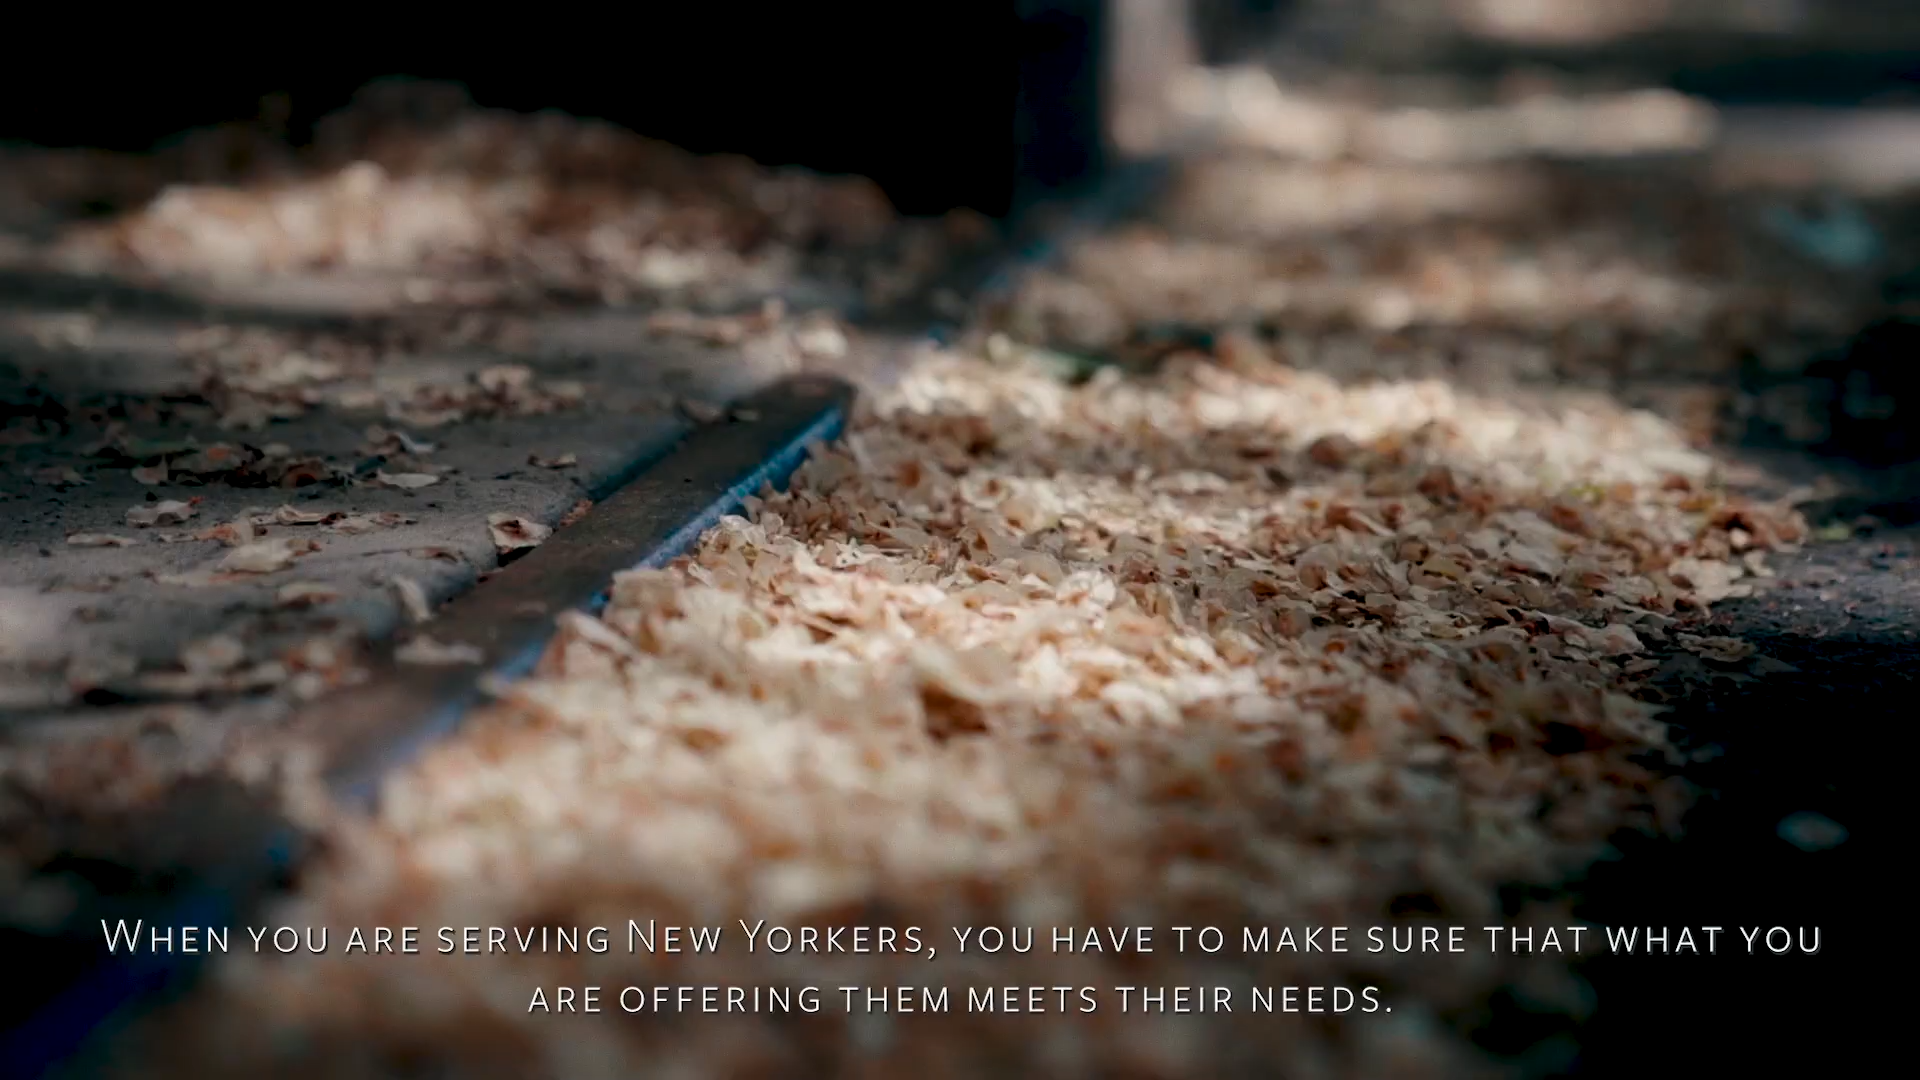 When you are serving New Yorkers, you have to make sure that what you
are offering them meets their needs.